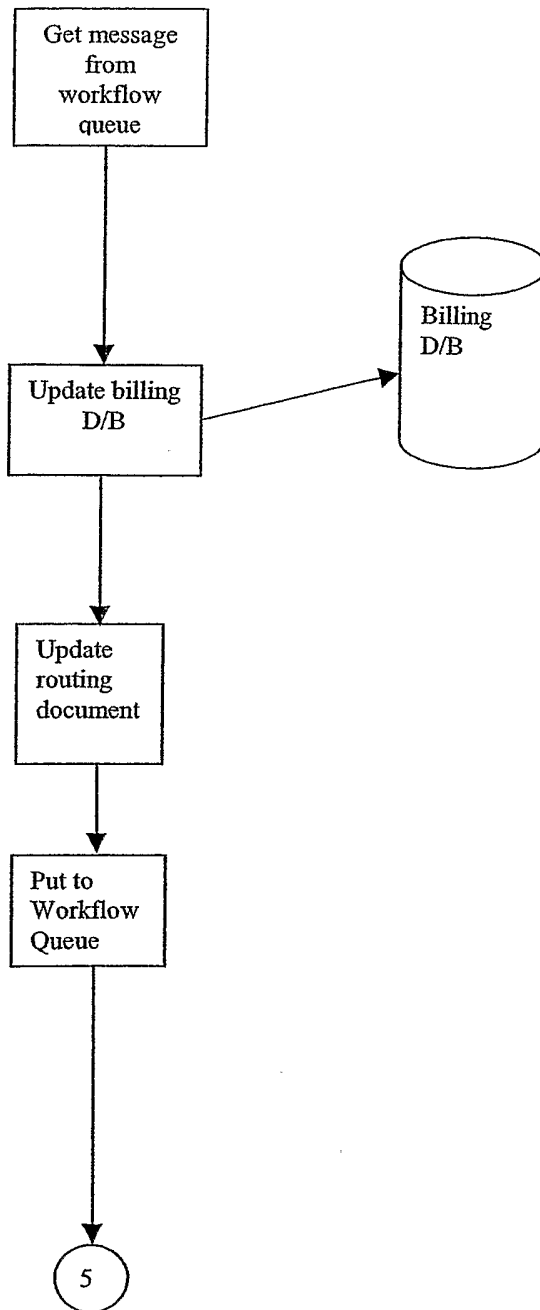 Get message
from
workflow
queue
Billing
D/B
Update billing
D/B
Update
routing
document
Put to
Workflow
Queue
5